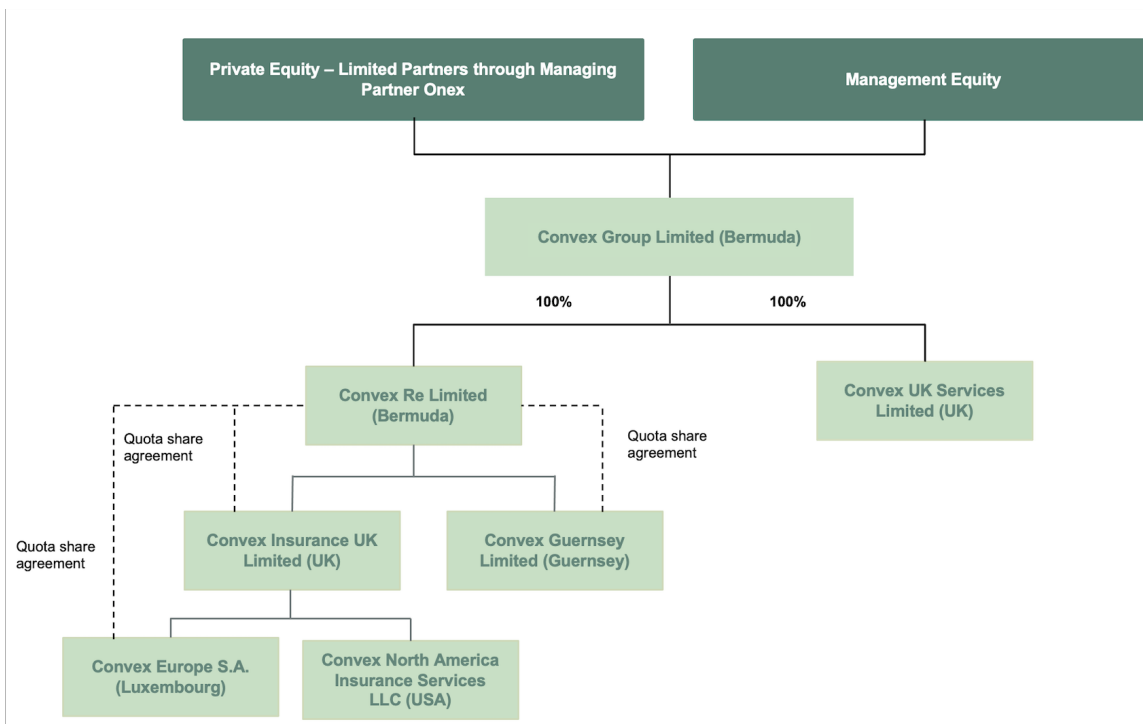 Private Equity – Limited Partners through Managing
Partner Onex
Management Equity
Convex Group Limited (Bermuda)
100%
100%
Convex Re Limited
(Bermuda)
Convex UK Services
Limited (UK)
Quota share
agreement
Quota share
agreement
Convex Insurance UK
Limited (UK)
Convex Guernsey
Limited (Guernsey)
Quota share
agreement
Convex Europe S.A.
(Luxembourg)
Convex North America
Insurance Services
LLC (USA)